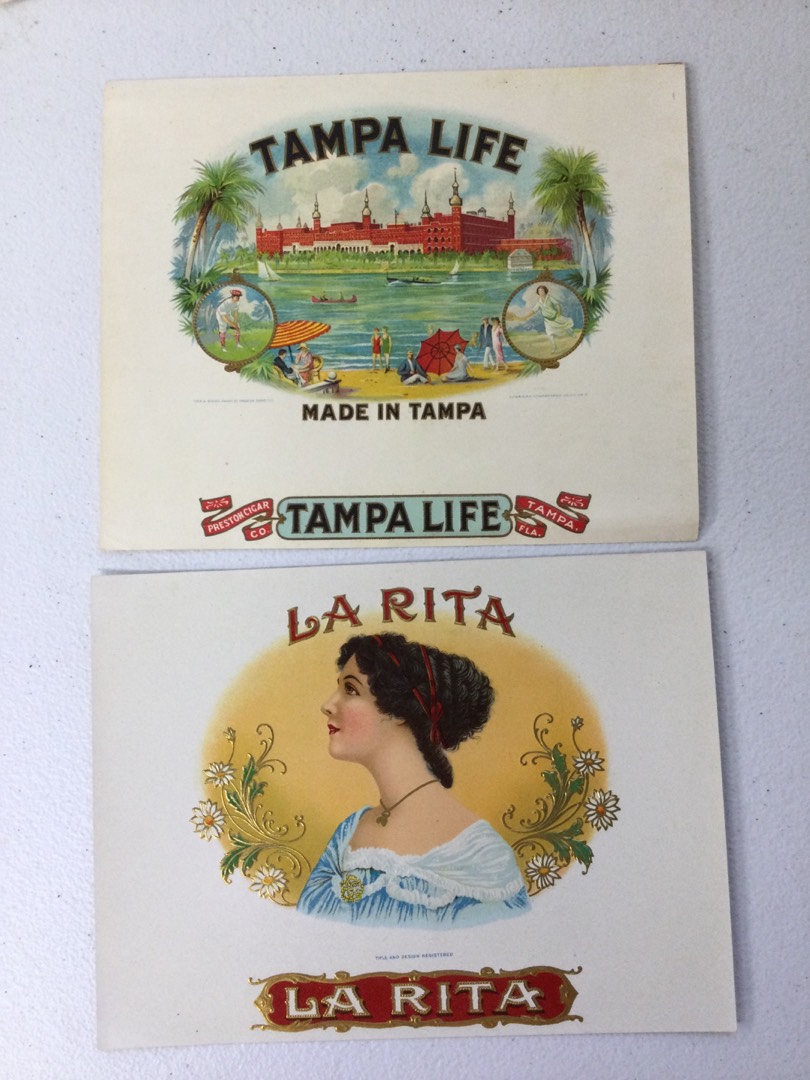 TAMPA LIFE
MADE IN TAMPA
PRESTON CIGAR CO.
TAMPA LIFE
TAMPA, FLA.
LA RITA
TITLE AND DESIGN REGISTERED
LA RITA